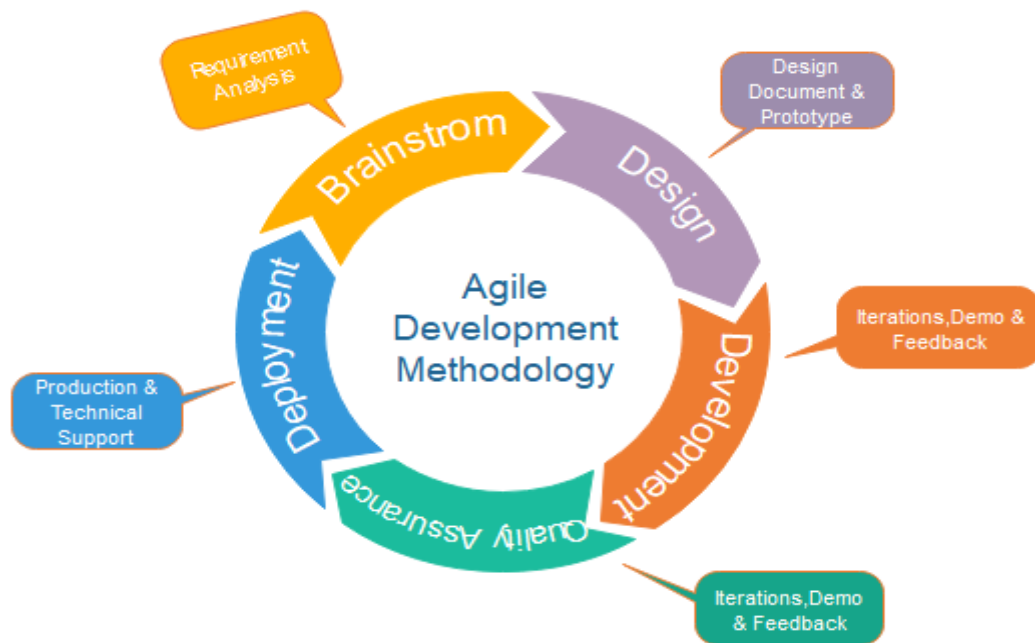 Requirement
Analysis
Brainstrom
Design
Document &
Prototype
Design
Agile
Development
Methodology
Iterations,Demo &
Feedback
Development
Deployment
Production &
Technical
Support
Quality Assurance
Iterations,Demo
& Feedback